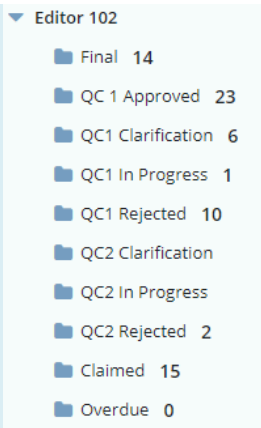 Editor 102
Final 14
QC 1 Approved 23
QC1 Clarification 6
QC1 In Progress 1
QC1 Rejected 10
QC2 Clarification
QC2 In Progress
QC2 Rejected 2
Claimed 15
Overdue 0